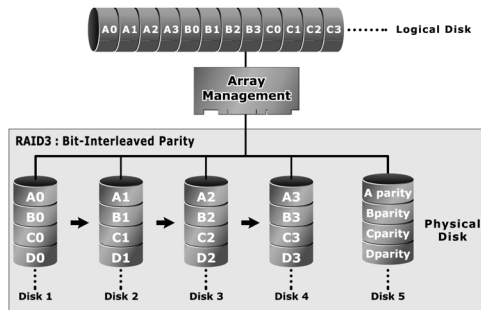 A0 A1 A2 A3 B0 B1 B2 B3 C0 C1 C2 C3 Logical Disk
Array
Management
RAID3 : Bit-Interleaved Parity
A0 A1 A2 A3 A parity
B0 B1 B2 B3 Bparity
C0 C1 C2 C3 Cparity
D0 D1 D2 D3 Dparity
Physical
Disk
Disk 1 Disk 2 Disk 3 Disk 4 Disk 5